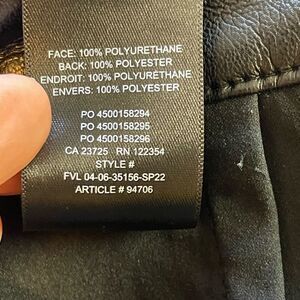 FACE: 100% POLYURETHANE
BACK: 100% POLYESTER
ENDROIT: 100% POLYURÉTHANE
ENVERS: 100% POLYESTER
PO 4500158294
PO 4500158295
PO 4500158296
CA 23725 RN 122354
STYLE #
FVL 04-06-35156-SP22
ARTICLE # 94706